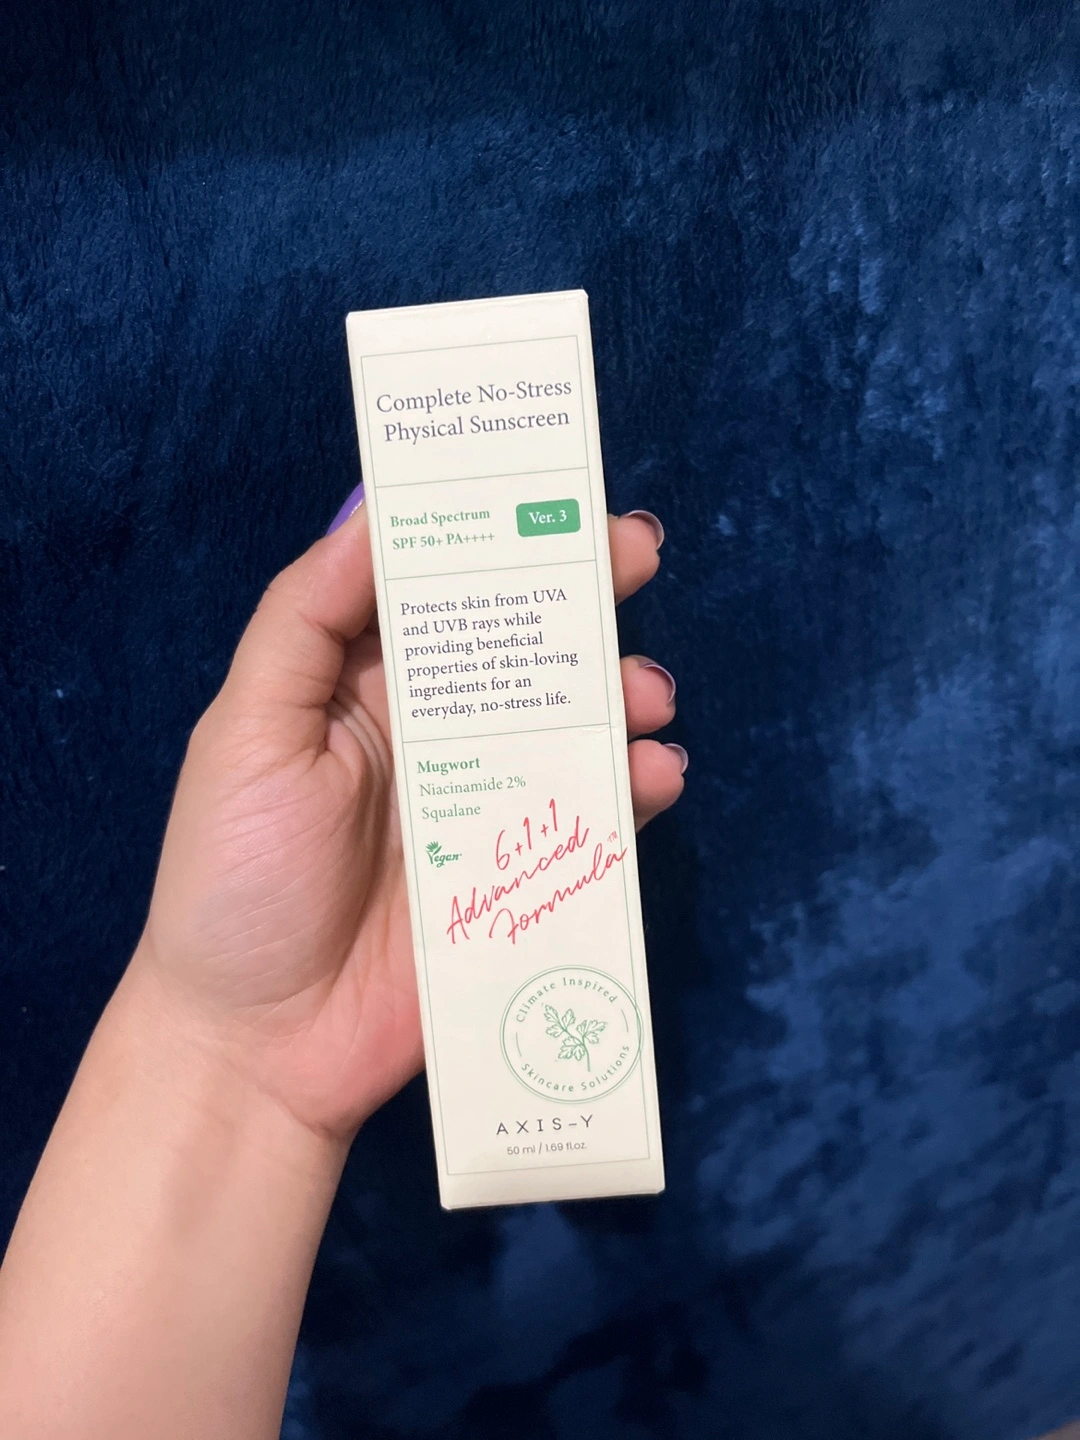 Complete No-Stress
Physical Sunscreen
Broad Spectrum
SPF 50+ PA++++
Ver. 3
Protects skin from UVA
and UVB rays while
providing beneficial
properties of skin-loving
ingredients for an
everyday, no-stress life.
Mugwort
Niacinamide 2%
Squalane
Vegan
6+1+1
Advanced
Formula™
Climate Inspired
Skincare Solutions
AXIS-Y
50 ml / 1.69 fl.oz.